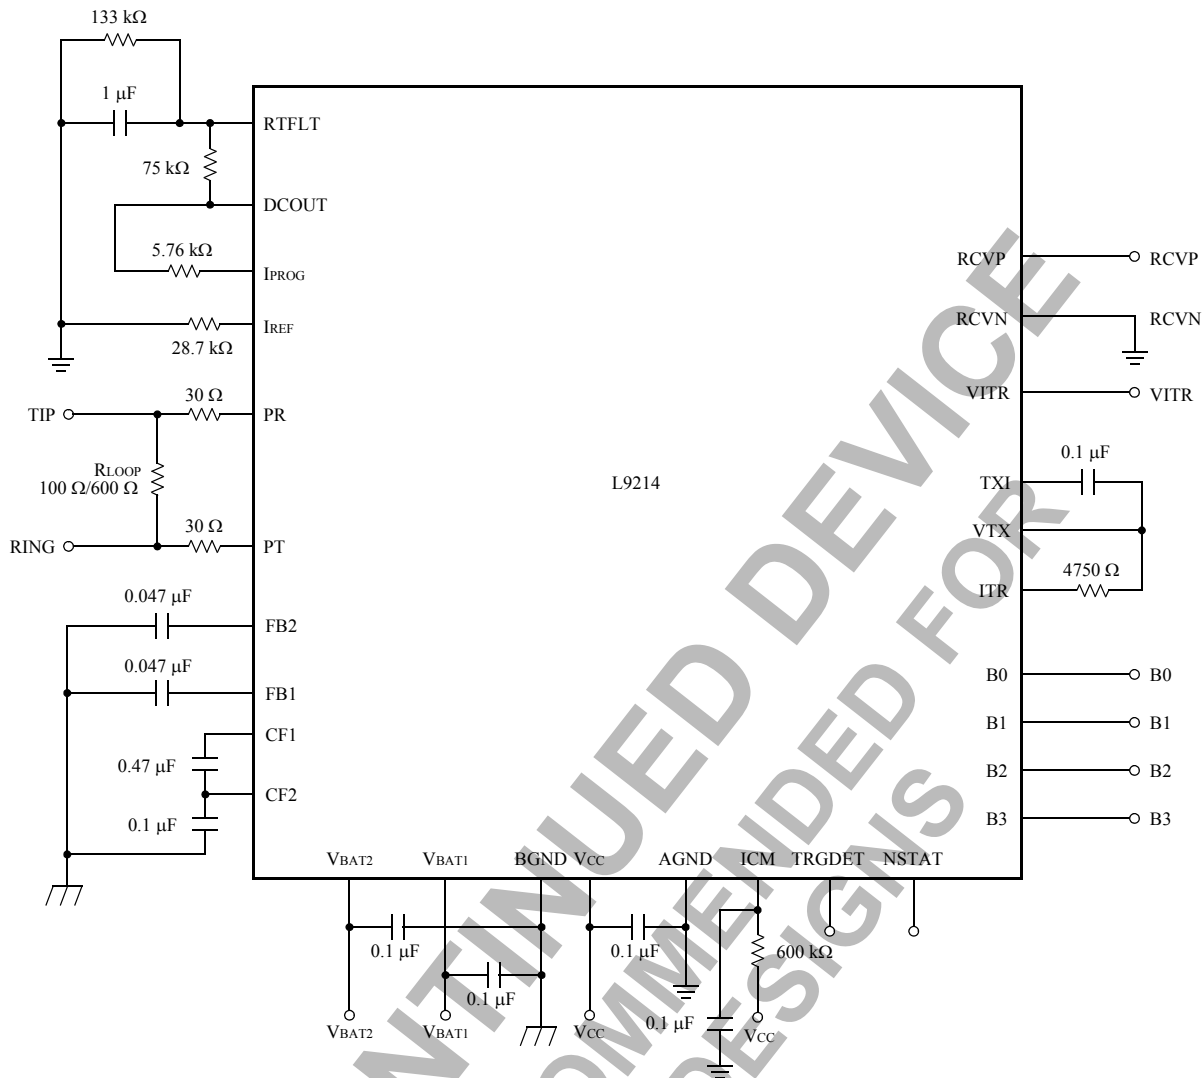 133 kΩ
1 μF
RTFLT
75 kΩ
DCOUT
5.76 kΩ
IPROG
IREF
28.7 kΩ
30 Ω
TIP
PR
RLOOP
100 Ω/600 Ω
30 Ω
RING
PT
0.047 μF
FB2
0.047 μF
FB1
CF1
0.47 μF
CF2
0.1 μF
L9214
RCVP
RCVP
RCVN
RCVN
VITR
VITR
0.1 μF
TXI
VTX
4750 Ω
ITR
B0
B0
B1
B1
B2
B2
B3
B3
VBAT2
VBAT1
BGND
VCC
AGND
ICM
TRGDET
NSTAT
0.1 μF
0.1 μF
0.1 μF
600 kΩ
0.1 μF
VBAT2
VBAT1
VCC
VCC
NTINUED DEVICE
OMMENDED FOR
DESIGNS